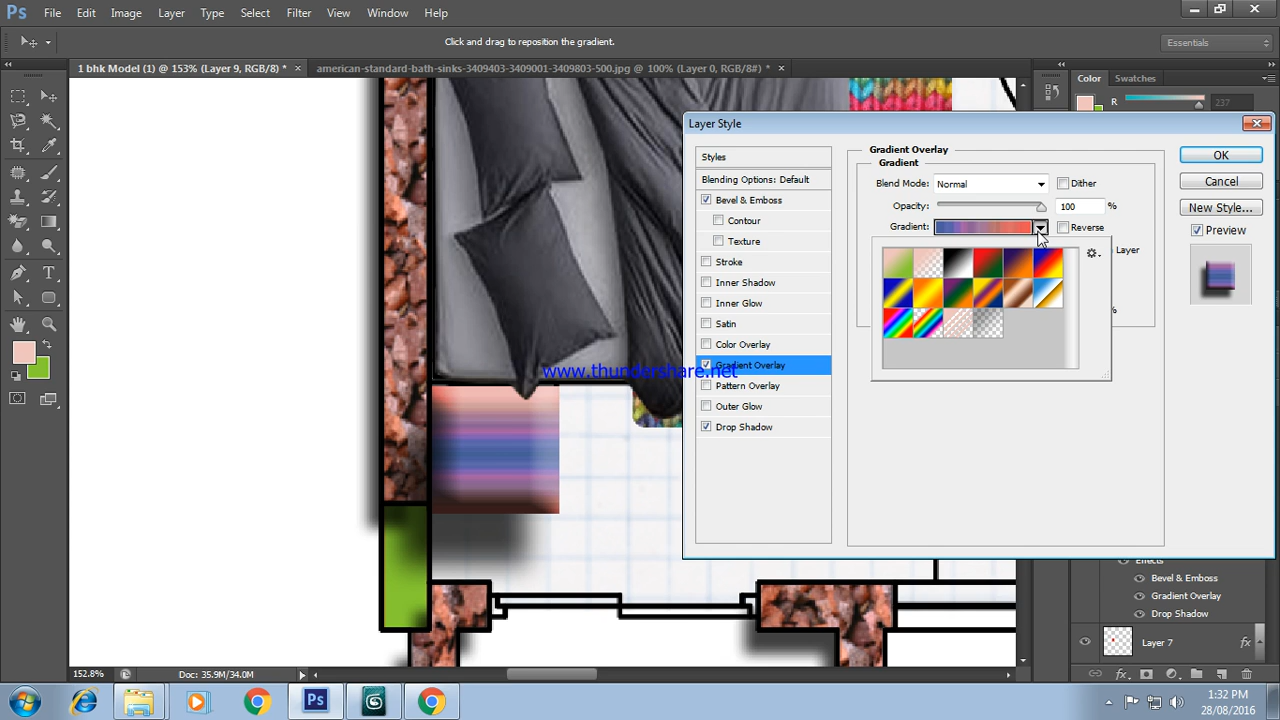 Ps File Edit Image Layer Type Select Filter View Window Help
Click and drag to reposition the gradient.
Essentials
1 bhk Model (1) @ 153% (Layer 9, RGB/8) * ×
american-standard-bath-sinks-3409403-3409001-3409803-500.jpg @ 100% (Layer 0, RGB/8#) * ×
Color Swatches
R 237
Layer Style
Styles
Blending Options: Default
Bevel & Emboss
Contour
Texture
Stroke
Inner Shadow
Inner Glow
Satin
Color Overlay
Gradient Overlay
Pattern Overlay
Outer Glow
Drop Shadow
Gradient Overlay
Gradient
Blend Mode: Normal Dither
Opacity: 100 %
Gradient: Reverse
Layer
%
OK
Cancel
New Style...
Preview
www.thundershare.net
Effects
Bevel & Emboss
Gradient Overlay
Drop Shadow
Layer 7 fx
152.8% Doc: 35.9M/34.0M
1:32 PM
28/08/2016